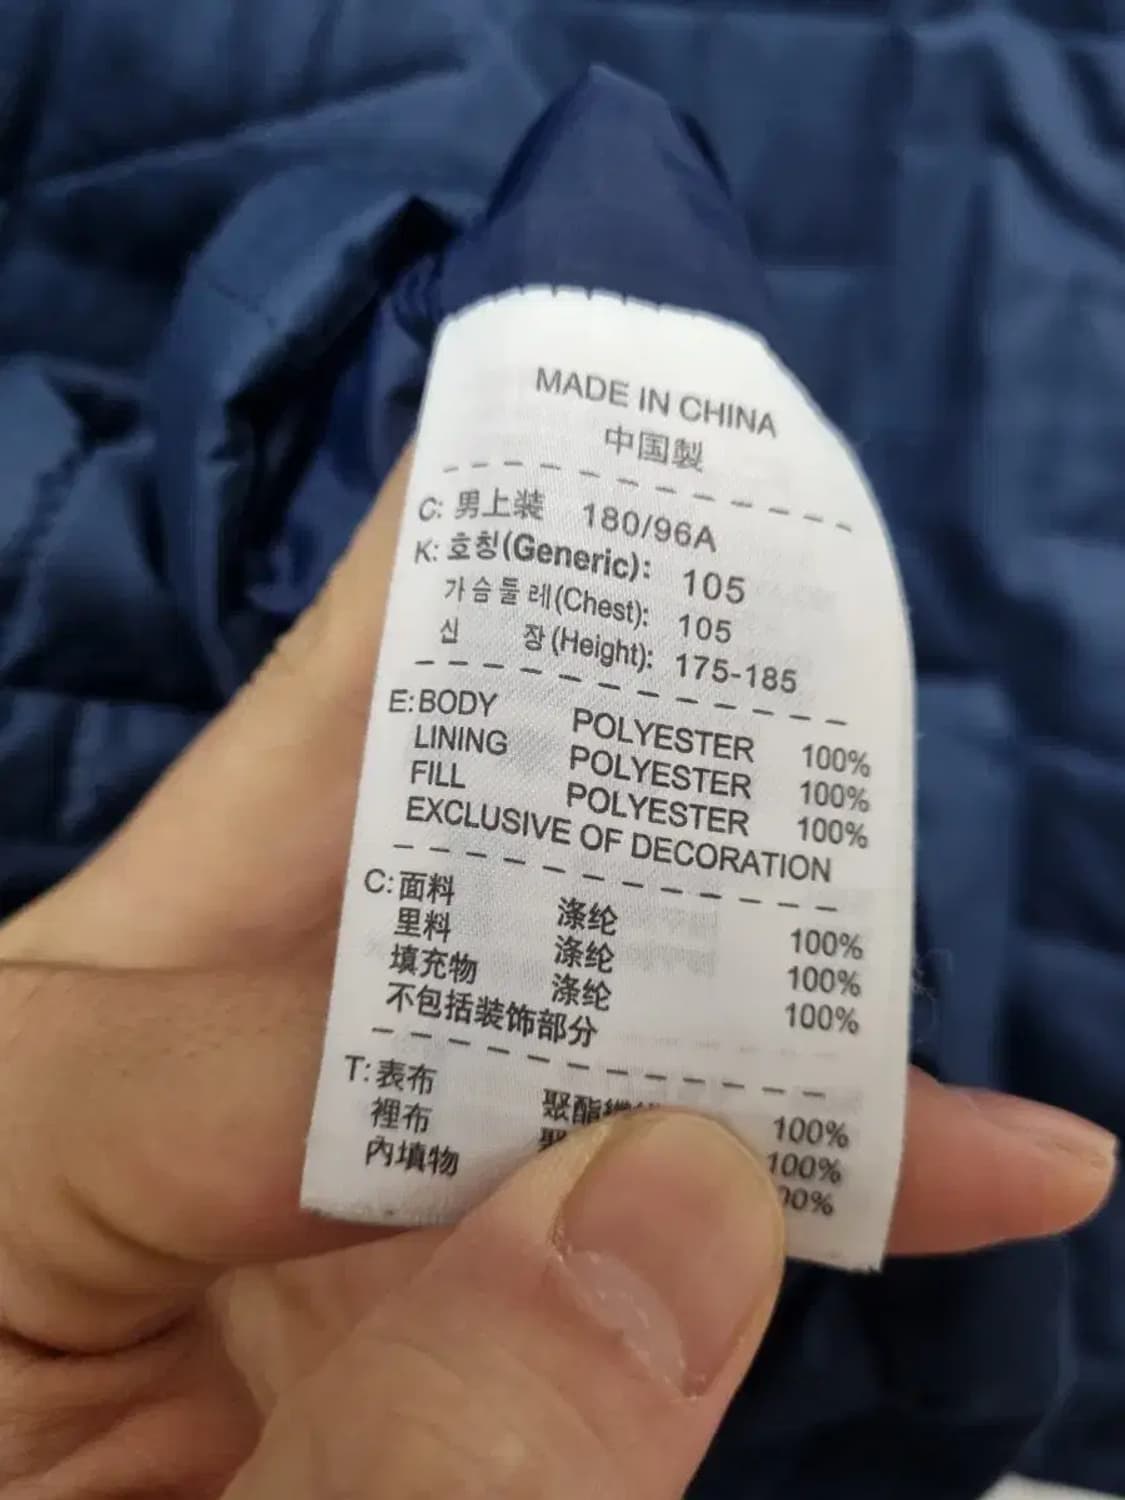 MADE IN CHINA
中国製
C: 男上装 180/96A
K: 호칭(Generic): 105
가슴둘레(Chest): 105
신 장(Height): 175-185
E: BODY POLYESTER 100%
LINING POLYESTER 100%
FILL POLYESTER 100%
EXCLUSIVE OF DECORATION
C: 面料 涤纶 100%
里料 涤纶 100%
填充物 涤纶 100%
不包括装饰部分
T: 表布 聚酯 100%
裡布 100%
內填物